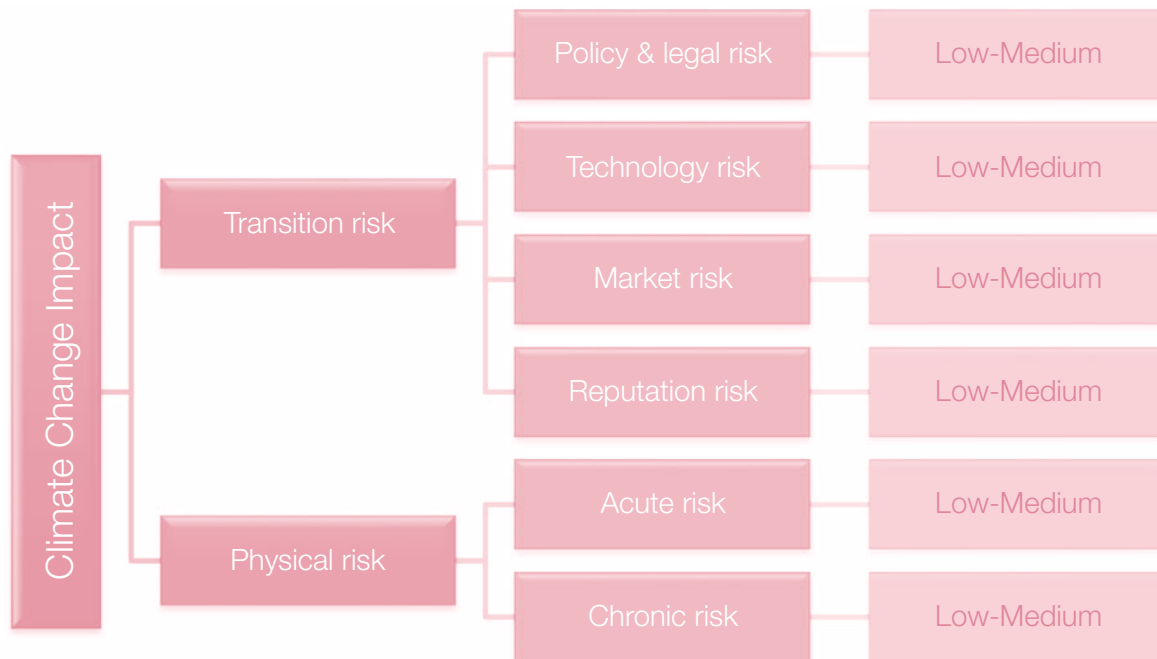 Climate Change Impact
Transition risk
Policy & legal risk
Low-Medium
Technology risk
Low-Medium
Market risk
Low-Medium
Reputation risk
Low-Medium
Physical risk
Acute risk
Low-Medium
Chronic risk
Low-Medium